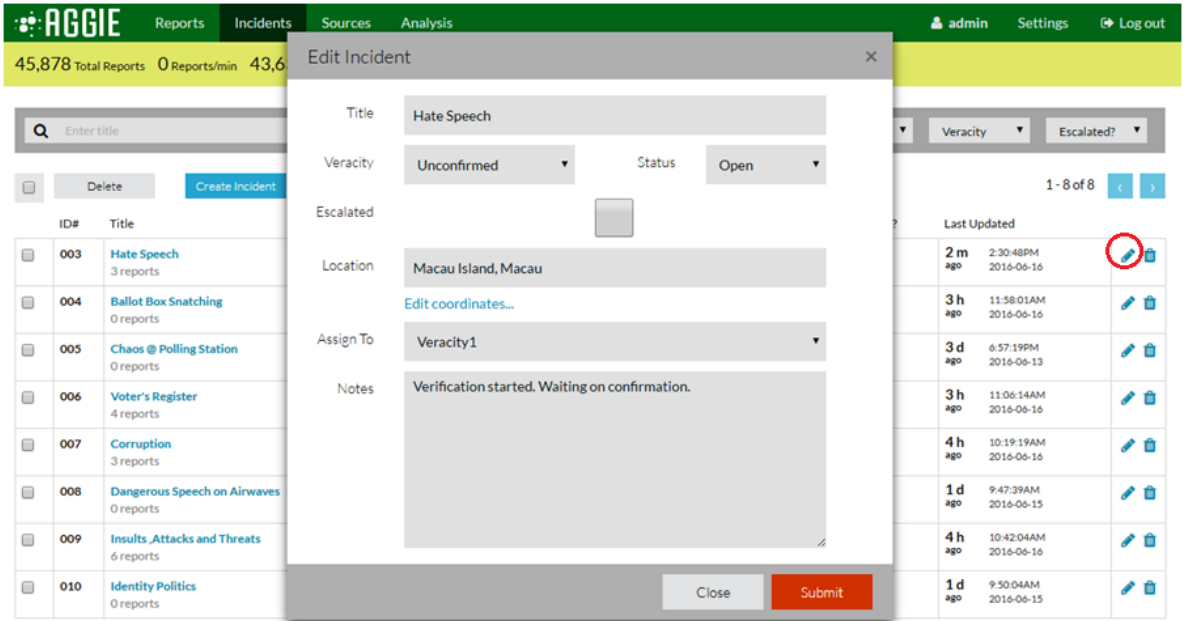 AGGIE Reports Incidents Sources Analysis admin Settings Log out
45,878 Total Reports 0 Reports/min 43,6
Edit Incident ×
Title Hate Speech
Enter title
Veracity Escalated?
Veracity Unconfirmed Status Open
Delete Create Incident 1 - 8 of 8 ‹ ›
Escalated
ID# Title ? Last Updated
003 Hate Speech 2 m 2:30:48PM
3 reports ago 2016-06-16
Location Macau Island, Macau
Edit coordinates...
004 Ballot Box Snatching 3 h 11:58:01AM
0 reports ago 2016-06-16
Assign To Veracity1
005 Chaos @ Polling Station 3 d 6:57:19PM
0 reports ago 2016-06-13
Notes Verification started. Waiting on confirmation.
006 Voter's Register 3 h 11:06:14AM
4 reports ago 2016-06-16
007 Corruption 4 h 10:19:19AM
3 reports ago 2016-06-16
008 Dangerous Speech on Airwaves 1 d 9:47:39AM
0 reports ago 2016-06-15
009 Insults ,Attacks and Threats 4 h 10:42:04AM
6 reports ago 2016-06-16
010 Identity Politics 1 d 9:50:04AM
0 reports ago 2016-06-15
Close Submit